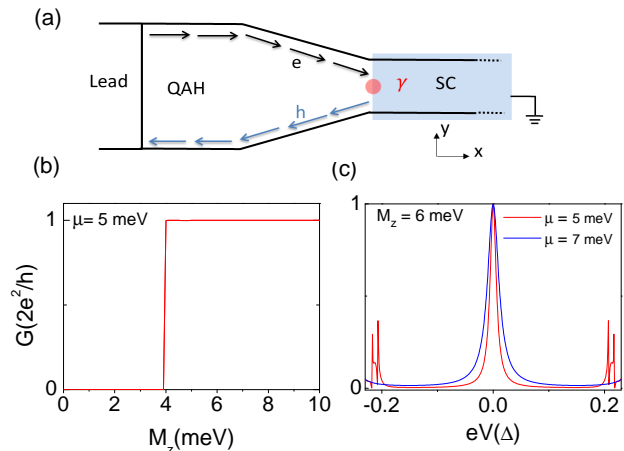 (a)
Lead
QAH
e
h
γ
SC
y
x
(b)
μ= 5 meV
G(2e²/h)
1
0
0 2 4 6 8 10
M_z(meV)
(c)
M_z = 6 meV
μ = 5 meV
μ = 7 meV
1
0
-0.2 0.0 0.2
eV(Δ)